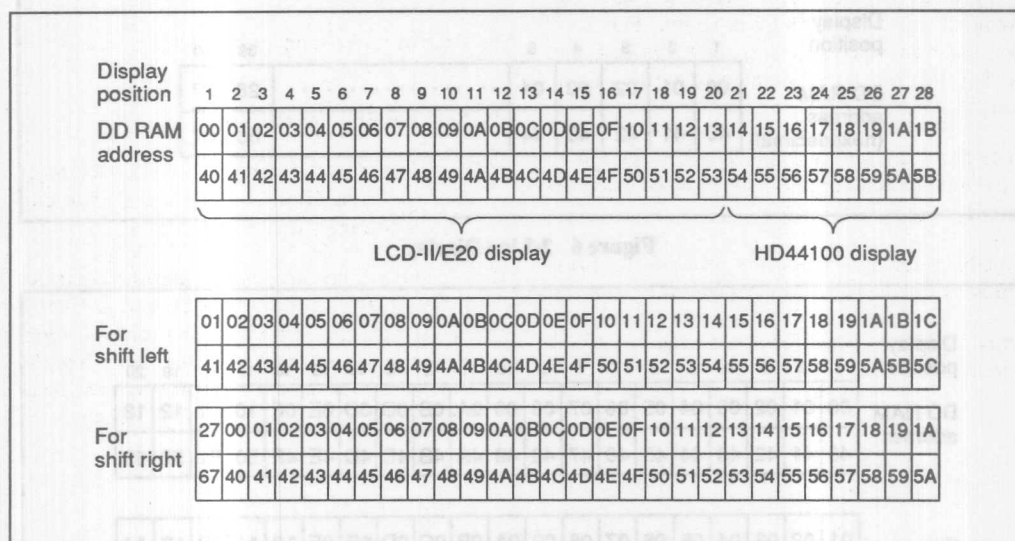 Display
position 1 2 3 4 5 6 7 8 9 10 11 12 13 14 15 16 17 18 19 20 21 22 23 24 25 26 27 28
DD RAM
address
00 01 02 03 04 05 06 07 08 09 0A 0B 0C 0D 0E 0F 10 11 12 13 14 15 16 17 18 19 1A 1B
40 41 42 43 44 45 46 47 48 49 4A 4B 4C 4D 4E 4F 50 51 52 53 54 55 56 57 58 59 5A 5B
LCD-II/E20 display HD44100 display
For
shift left
01 02 03 04 05 06 07 08 09 0A 0B 0C 0D 0E 0F 10 11 12 13 14 15 16 17 18 19 1A 1B 1C
41 42 43 44 45 46 47 48 49 4A 4B 4C 4D 4E 4F 50 51 52 53 54 55 56 57 58 59 5A 5B 5C
For
shift right
27 00 01 02 03 04 05 06 07 08 09 0A 0B 0C 0D 0E 0F 10 11 12 13 14 15 16 17 18 19 1A
67 40 41 42 43 44 45 46 47 48 49 4A 4B 4C 4D 4E 4F 50 51 52 53 54 55 56 57 58 59 5A